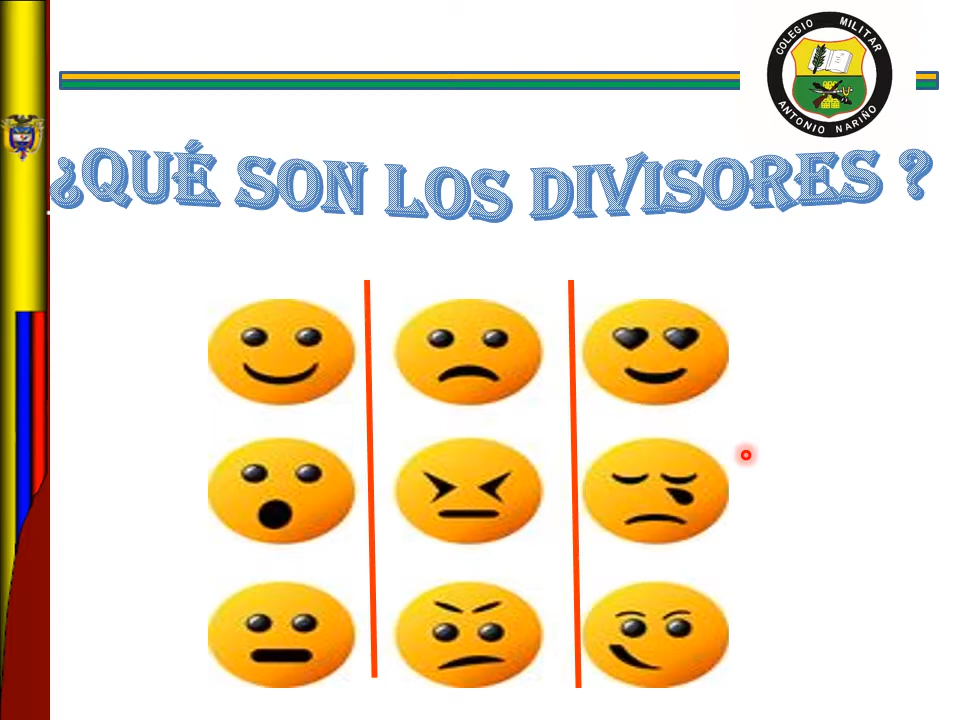 COLEGIO MILITAR
ANTONIO NARIÑO
¿QUÉ SON LOS DIVISORES ?